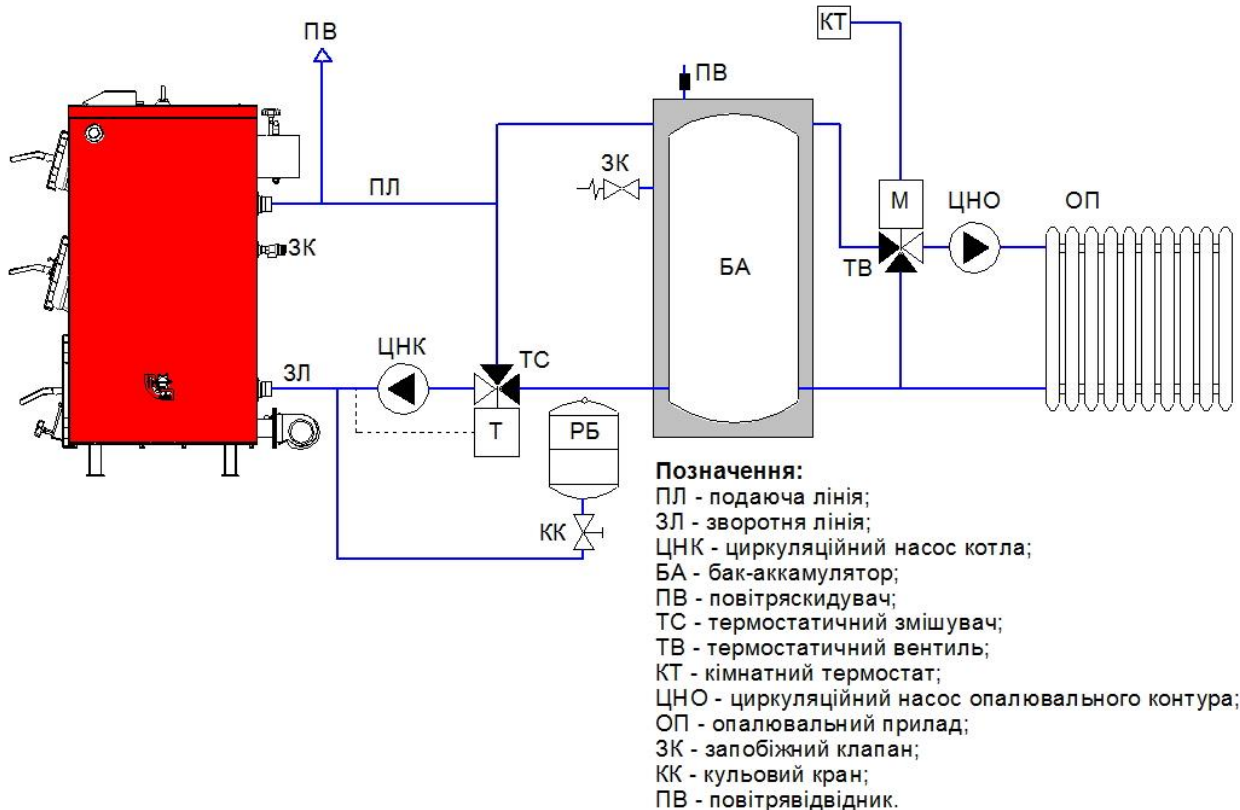 КТ
ПВ
ПВ
ЗК
ПЛ
М
ЦНО
ОП
ЗК
БА
ТВ
ЦНК
ТС
ЗЛ
Т
РБ
КК
Позначення:
ПЛ - подаюча лінія;
ЗЛ - зворотня лінія;
ЦНК - циркуляційний насос котла;
БА - бак-аккамулятор;
ПВ - повітряскидувач;
ТС - термостатичний змішувач;
ТВ - термостатичний вентиль;
КТ - кімнатний термостат;
ЦНО - циркуляційний насос опалювального контура;
ОП - опалювальний прилад;
ЗК - запобіжний клапан;
КК - кульовий кран;
ПВ - повітрявідвідник.